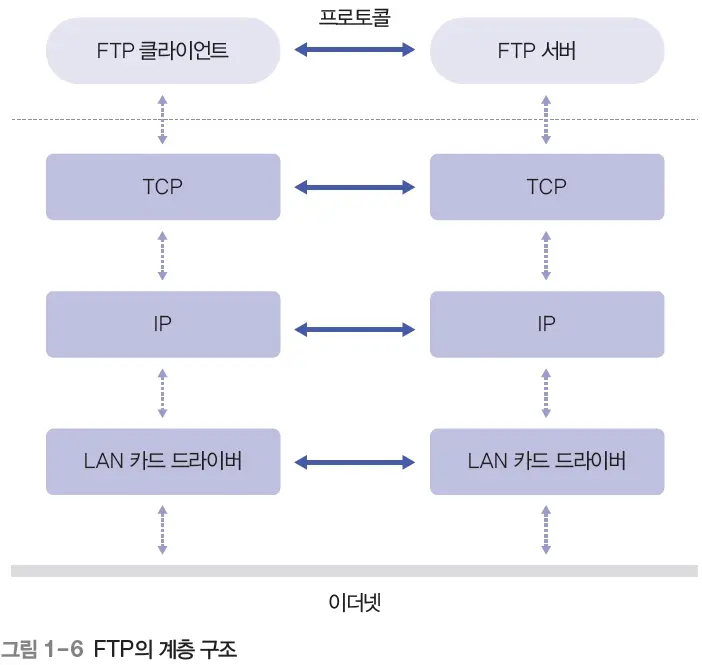 프로토콜
FTP 클라이언트
FTP 서버
TCP
TCP
IP
IP
LAN 카드 드라이버
LAN 카드 드라이버
이더넷
그림 1-6 FTP의 계층 구조